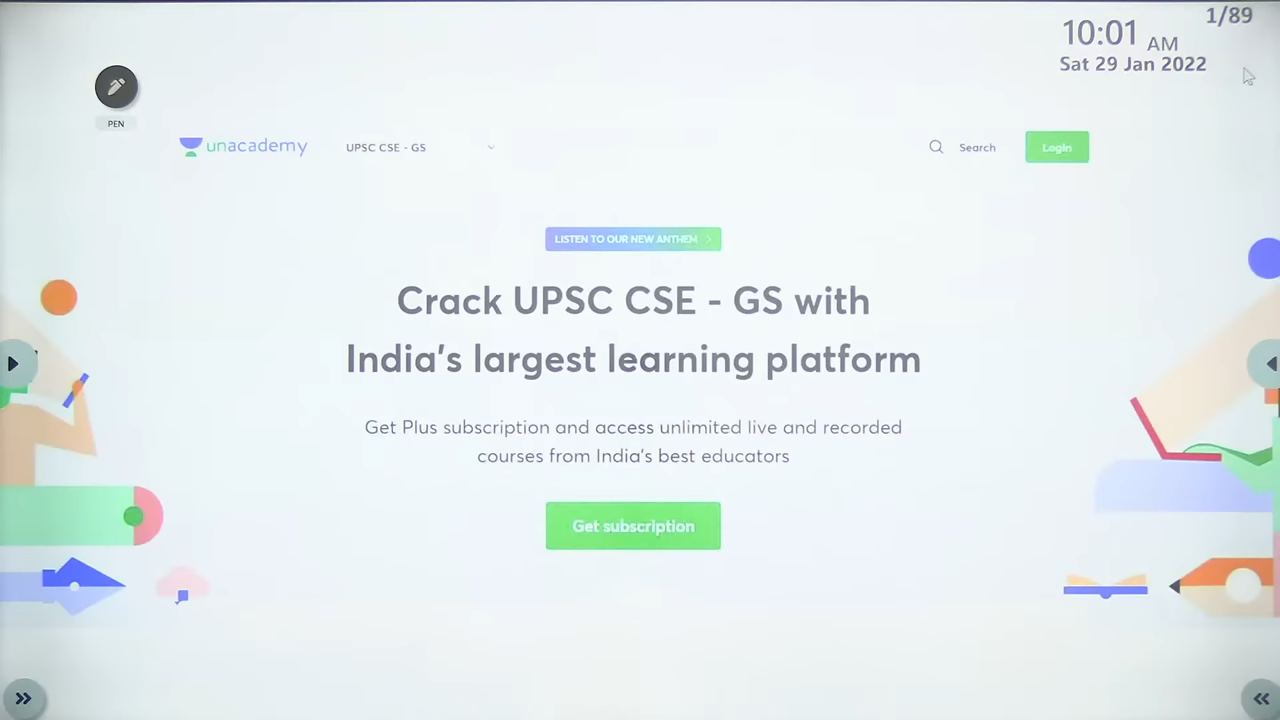 1/89
10:01 AM
Sat 29 Jan 2022
PEN
unacademy
UPSC CSE - GS
Search
Login
LISTEN TO OUR NEW ANTHEM
Crack UPSC CSE - GS with
India's largest learning platform
Get Plus subscription and access unlimited live and recorded
courses from India's best educators
Get subscription